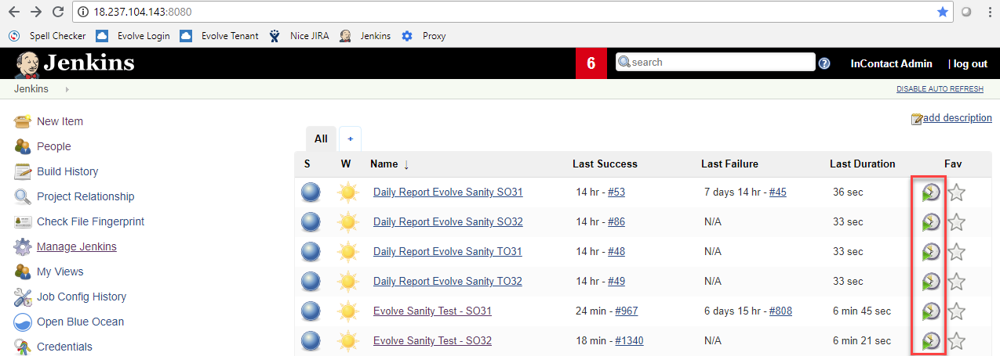 18.237.104.143:8080
Spell Checker Evolve Login Evolve Tenant Nice JIRA Jenkins Proxy
Jenkins 6 search ? InContact Admin | log out
Jenkins DISABLE AUTO REFRESH
add description
New Item
People
Build History
Project Relationship
Check File Fingerprint
Manage Jenkins
My Views
Job Config History
Open Blue Ocean
Credentials
All +
S W Name ↓ Last Success Last Failure Last Duration Fav
Daily Report Evolve Sanity SO31 14 hr - #53 7 days 14 hr - #45 36 sec
Daily Report Evolve Sanity SO32 14 hr - #86 N/A 33 sec
Daily Report Evolve Sanity TO31 14 hr - #48 N/A 33 sec
Daily Report Evolve Sanity TO32 14 hr - #49 N/A 33 sec
Evolve Sanity Test - SO31 24 min - #967 6 days 15 hr - #808 6 min 45 sec
Evolve Sanity Test - SO32 18 min - #1340 N/A 6 min 21 sec